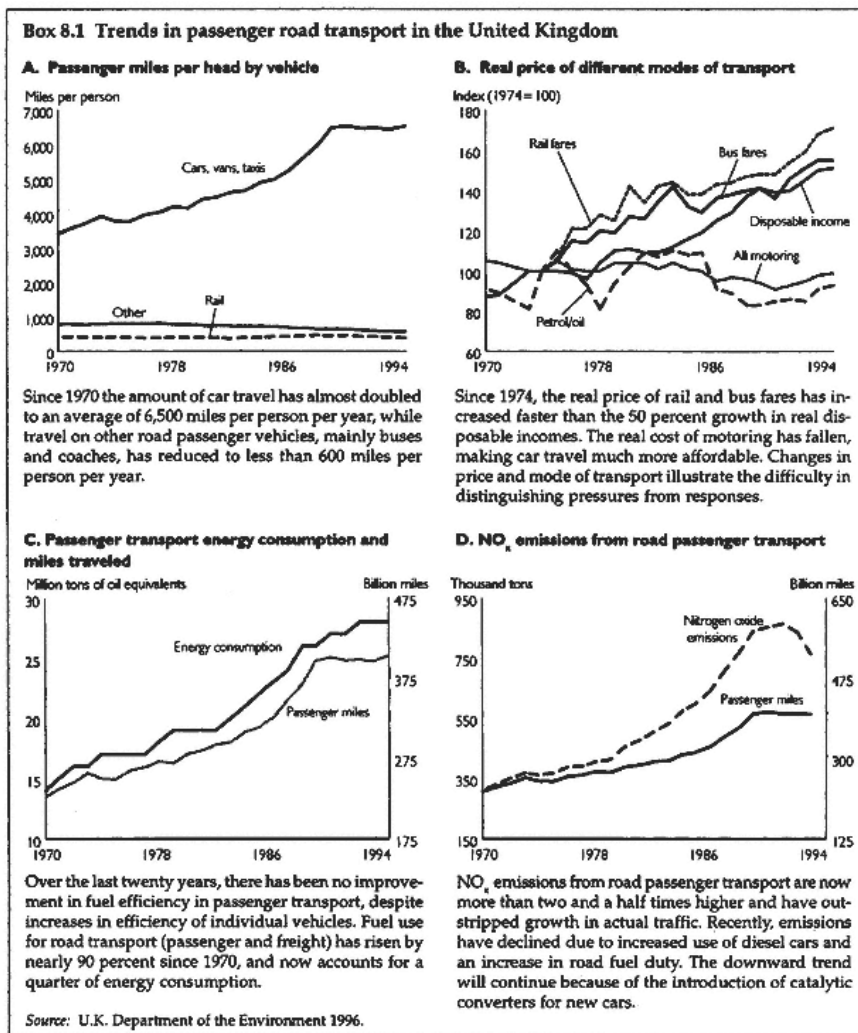 Box 8.1 Trends in passenger road transport in the United Kingdom
A. Passenger miles per head by vehicle
Miles per person
7,000
6,000
5,000
4,000
3,000
2,000
1,000
0
Cars, vans, taxis
Other
Rail
1970
1978
1986
1994
Since 1970 the amount of car travel has almost doubled
to an average of 6,500 miles per person per year, while
travel on other road passenger vehicles, mainly buses
and coaches, has reduced to less than 600 miles per
person per year.
B. Real price of different modes of transport
Index (1974=100)
180
160
140
120
100
80
60
Rail fares
Bus fares
Disposable income
All motoring
Petrol/oil
1970
1978
1986
1994
Since 1974, the real price of rail and bus fares has in-
creased faster than the 50 percent growth in real dis-
posable incomes. The real cost of motoring has fallen,
making car travel much more affordable. Changes in
price and mode of transport illustrate the difficulty in
distinguishing pressures from responses.
C. Passenger transport energy consumption and
miles traveled
Million tons of oil equivalents
Billion miles
30
25
20
15
10
475
375
275
175
Energy consumption
Passenger miles
1970
1978
1986
1994
Over the last twenty years, there has been no improve-
ment in fuel efficiency in passenger transport, despite
increases in efficiency of individual vehicles. Fuel use
for road transport (passenger and freight) has risen by
nearly 90 percent since 1970, and now accounts for a
quarter of energy consumption.
D. NOx emissions from road passenger transport
Thousand tons
Billion miles
950
750
550
350
150
650
475
300
125
Nitrogen oxide
emissions
Passenger miles
1970
1978
1986
1994
NOx emissions from road passenger transport are now
more than two and a half times higher and have out-
stripped growth in actual traffic. Recently, emissions
have declined due to increased use of diesel cars and
an increase in road fuel duty. The downward trend
will continue because of the introduction of catalytic
converters for new cars.
Source: U.K. Department of the Environment 1996.